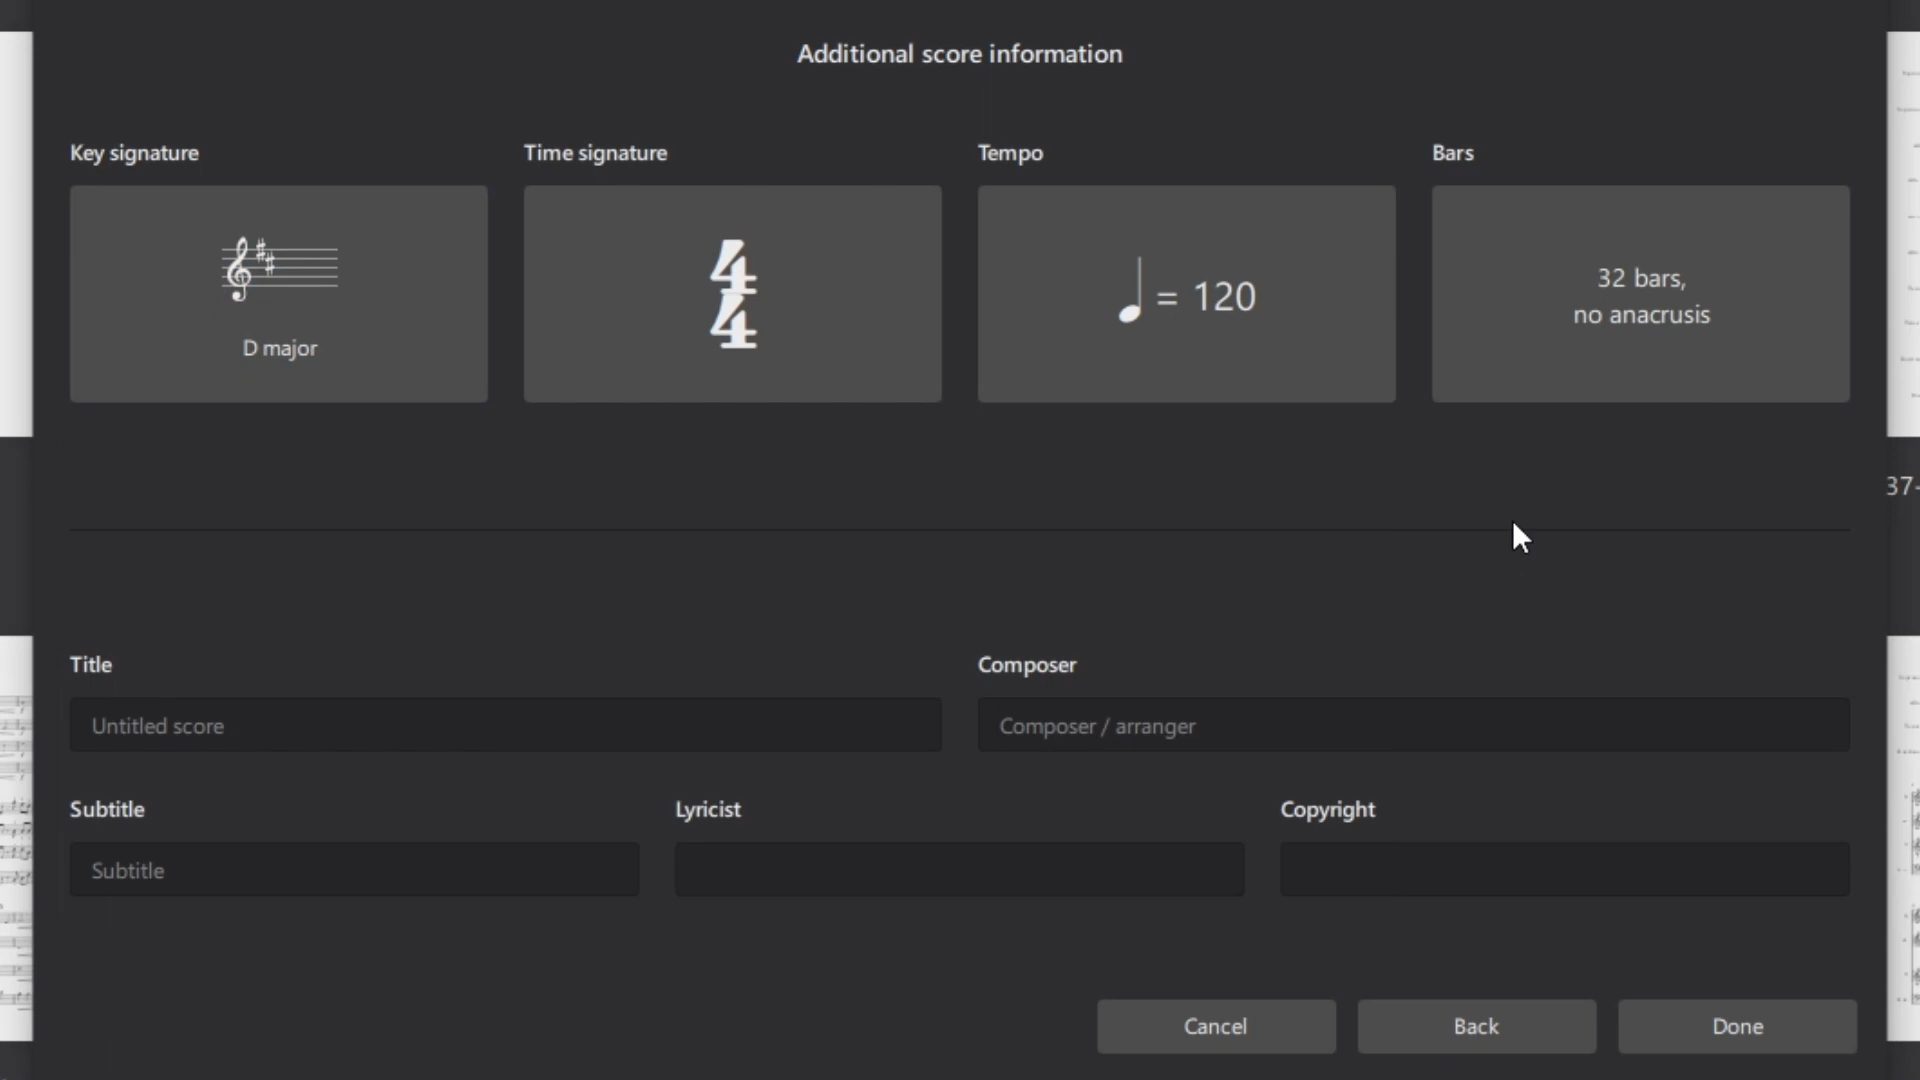 Additional score information
Key signature
Time signature
Tempo
Bars
D major
4
4
= 120
32 bars,
no anacrusis
37-
Title
Composer
Untitled score
Composer / arranger
Subtitle
Lyricist
Copyright
Subtitle
Cancel
Back
Done